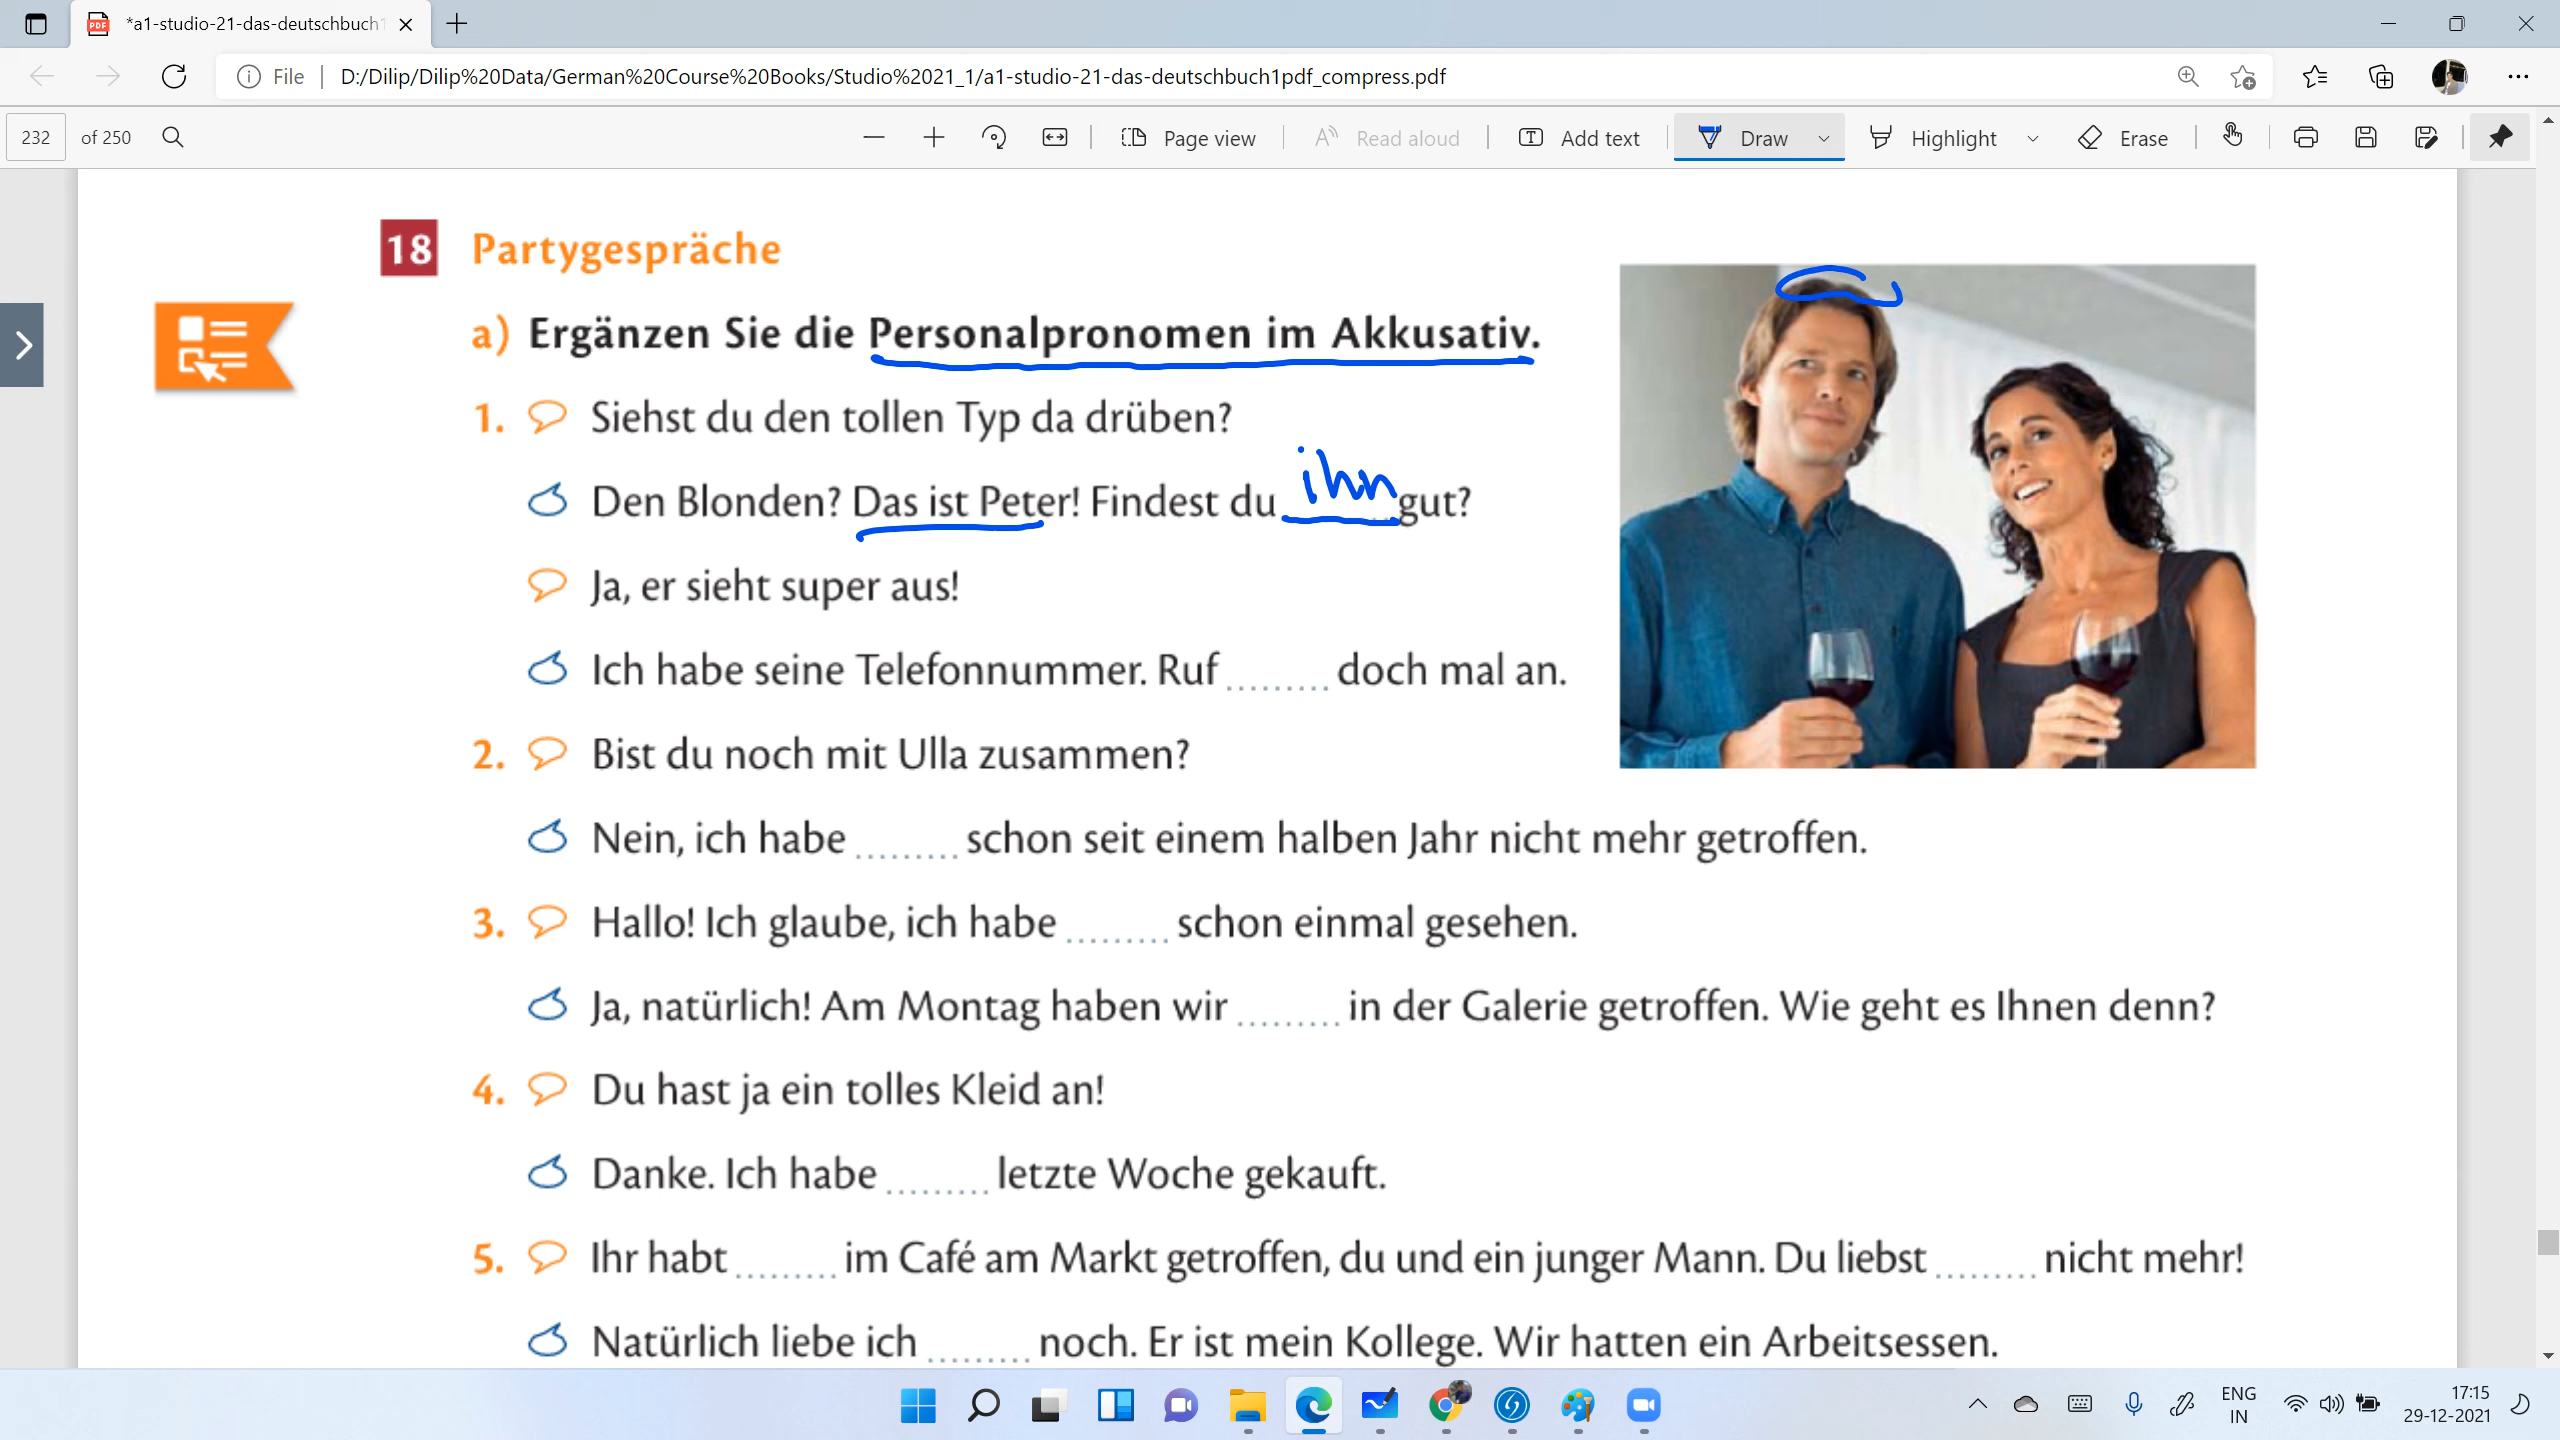 *a1-studio-21-das-deutschbuch1
File D:/Dilip/Dilip%20Data/German%20Course%20Books/Studio%2021_1/a1-studio-21-das-deutschbuch1pdf_compress.pdf
232 of 250 Page view Read aloud Add text Draw Highlight Erase
18 Partygespräche
a) Ergänzen Sie die Personalpronomen im Akkusativ.
1. Siehst du den tollen Typ da drüben?
Den Blonden? Das ist Peter! Findest du ihn gut?
Ja, er sieht super aus!
Ich habe seine Telefonnummer. Ruf ......... doch mal an.
2. Bist du noch mit Ulla zusammen?
Nein, ich habe ......... schon seit einem halben Jahr nicht mehr getroffen.
3. Hallo! Ich glaube, ich habe ......... schon einmal gesehen.
Ja, natürlich! Am Montag haben wir ......... in der Galerie getroffen. Wie geht es Ihnen denn?
4. Du hast ja ein tolles Kleid an!
Danke. Ich habe ......... letzte Woche gekauft.
5. Ihr habt ......... im Café am Markt getroffen, du und ein junger Mann. Du liebst ......... nicht mehr!
Natürlich liebe ich ......... noch. Er ist mein Kollege. Wir hatten ein Arbeitsessen.
ENG 17:15
IN 29-12-2021